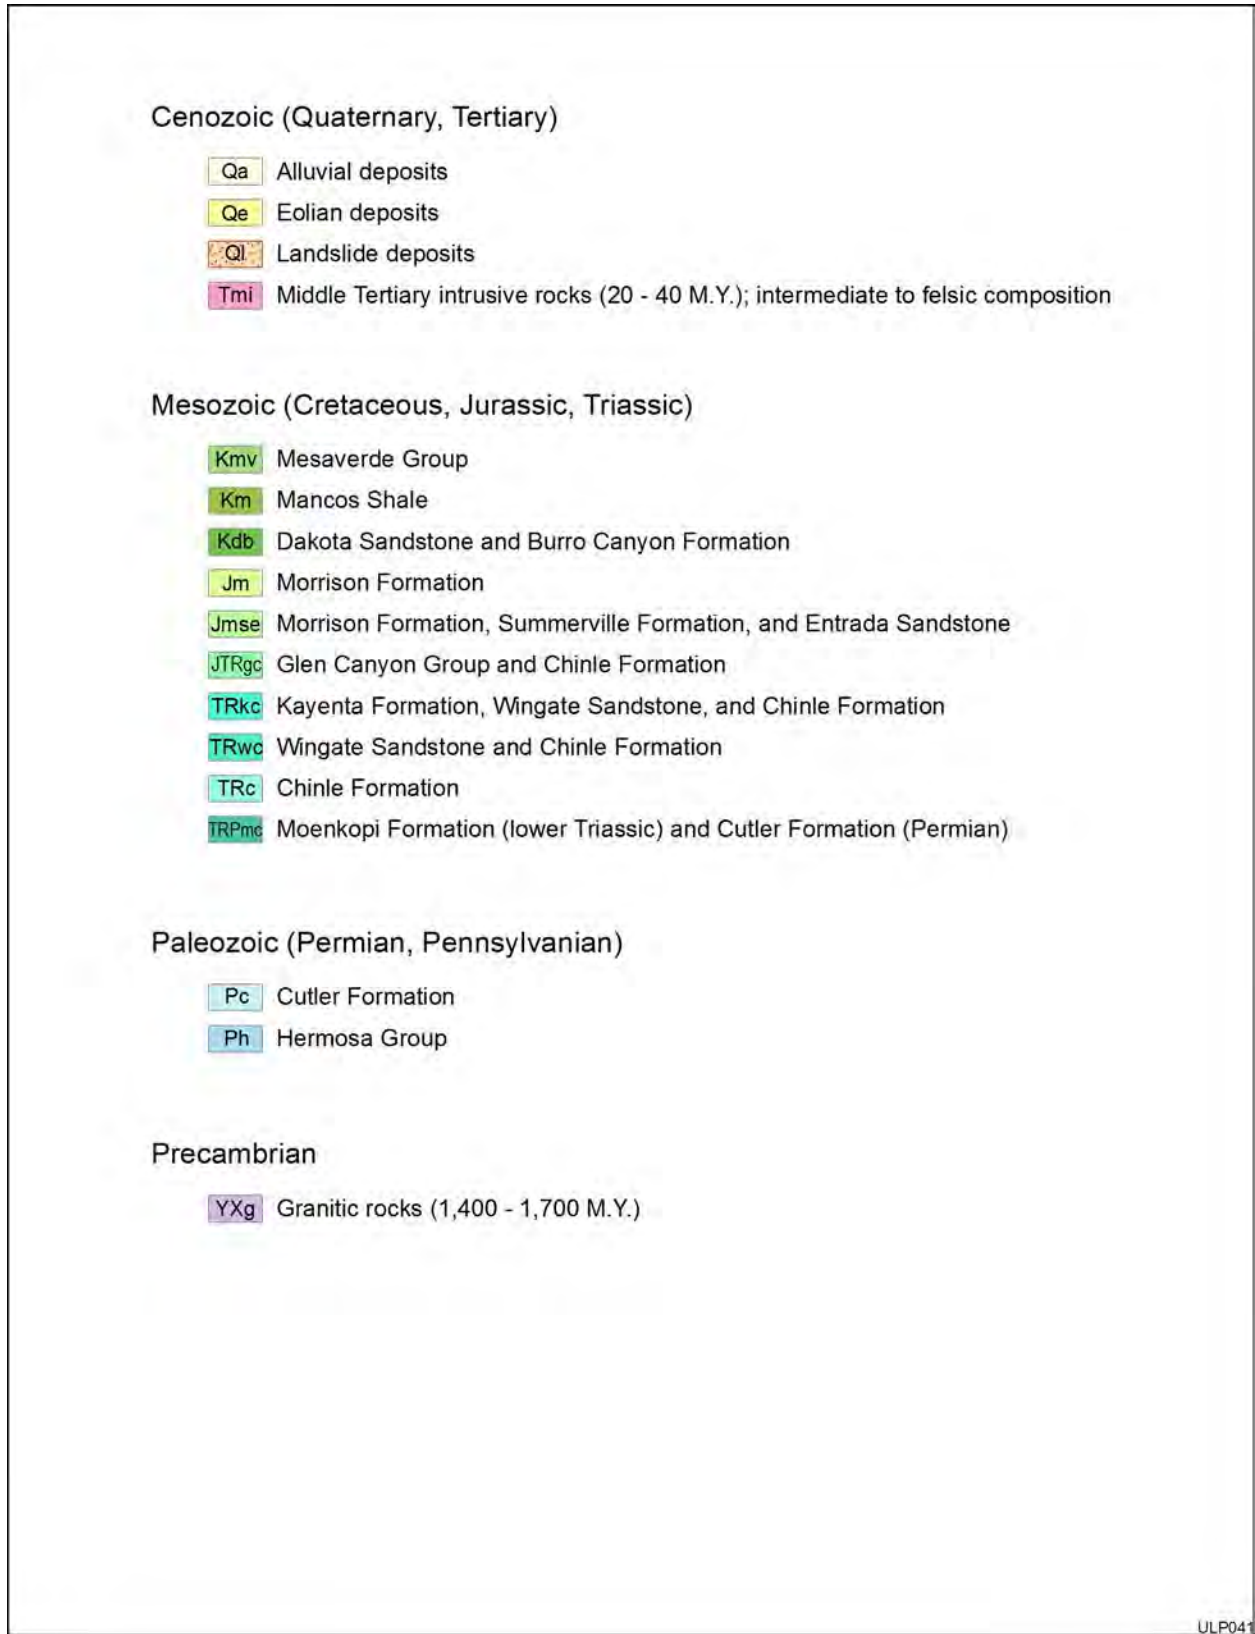 Cenozoic (Quaternary, Tertiary)
Qa Alluvial deposits
Qe Eolian deposits
Ql Landslide deposits
Tmi Middle Tertiary intrusive rocks (20 - 40 M.Y.); intermediate to felsic composition
Mesozoic (Cretaceous, Jurassic, Triassic)
Kmv Mesaverde Group
Km Mancos Shale
Kdb Dakota Sandstone and Burro Canyon Formation
Jm Morrison Formation
Jmse Morrison Formation, Summerville Formation, and Entrada Sandstone
JTRgc Glen Canyon Group and Chinle Formation
TRkc Kayenta Formation, Wingate Sandstone, and Chinle Formation
TRwc Wingate Sandstone and Chinle Formation
TRc Chinle Formation
TRPmc Moenkopi Formation (lower Triassic) and Cutler Formation (Permian)
Paleozoic (Permian, Pennsylvanian)
Pc Cutler Formation
Ph Hermosa Group
Precambrian
YXg Granitic rocks (1,400 - 1,700 M.Y.)
ULP041